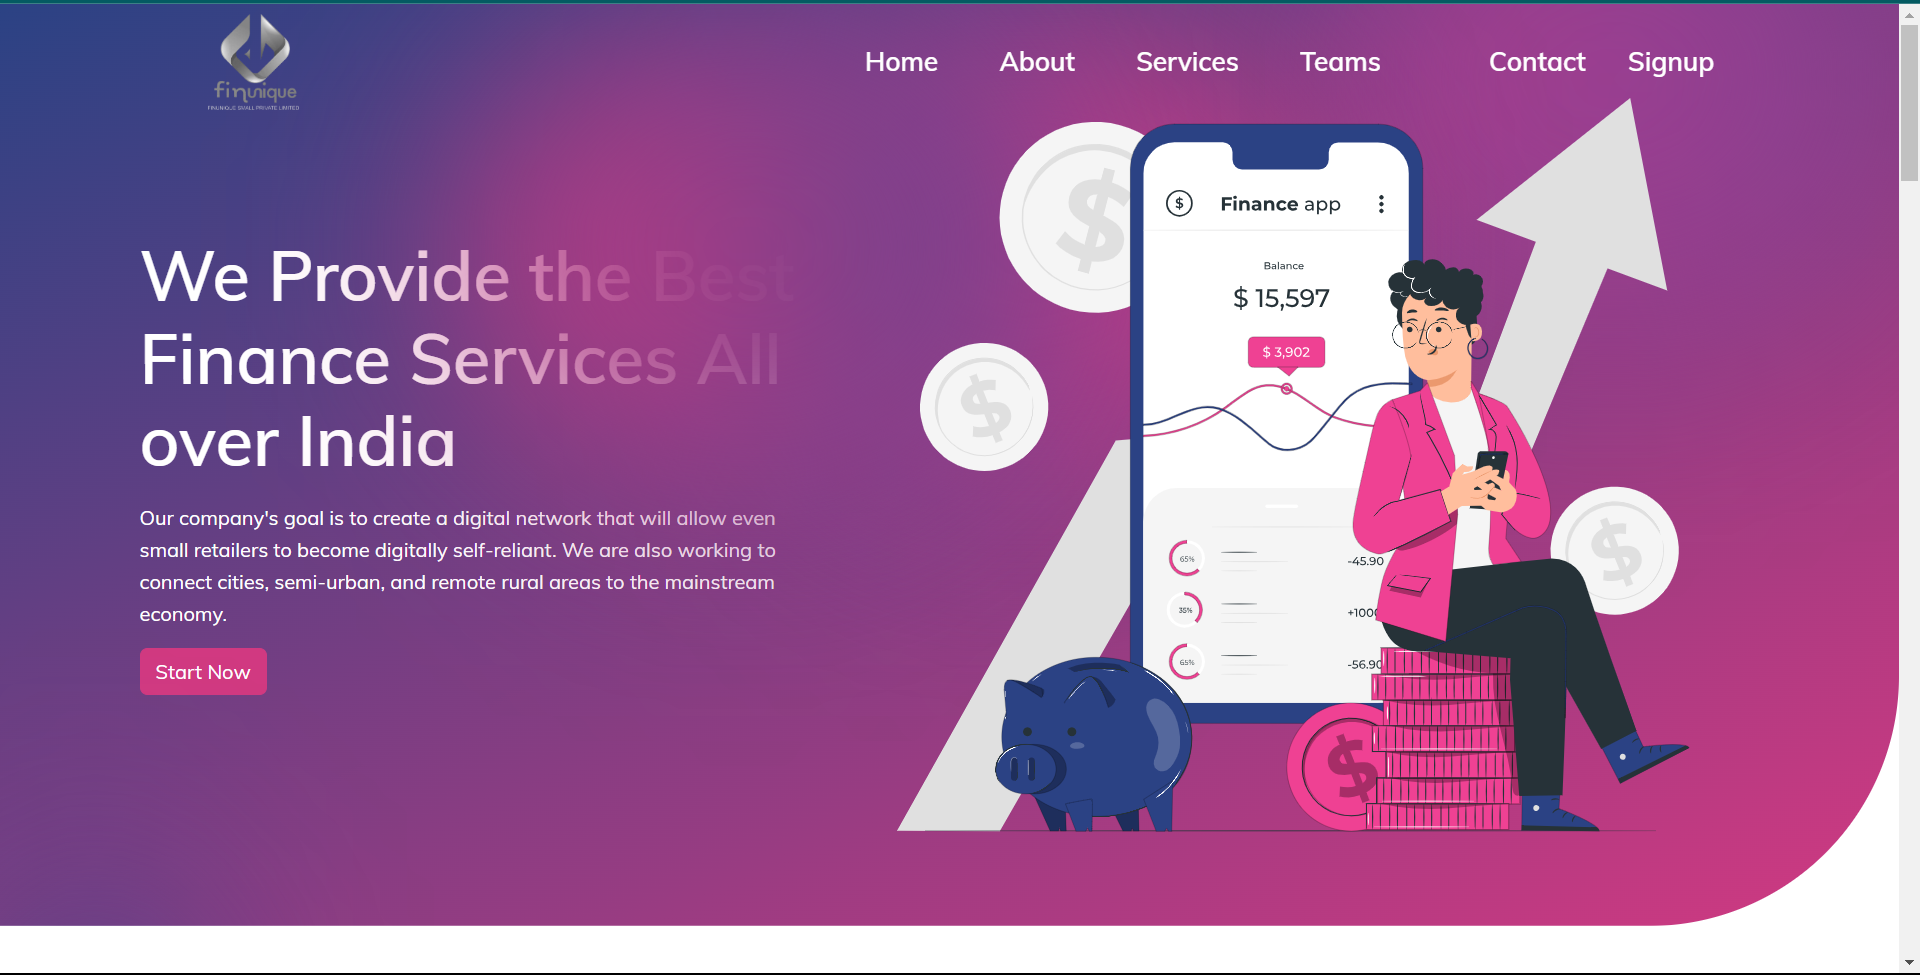 finunique
FINUNIQUE SMALL PRIVATE LIMITED
Home About Services Teams Contact Signup
We Provide the Best
Finance Services All
over India
Our company's goal is to create a digital network that will allow even
small retailers to become digitally self-reliant. We are also working to
connect cities, semi-urban, and remote rural areas to the mainstream
economy.
Start Now
$ Finance app
Balance
$ 15,597
$ 3,902
65% -45.90
35% +100
65% -56.90